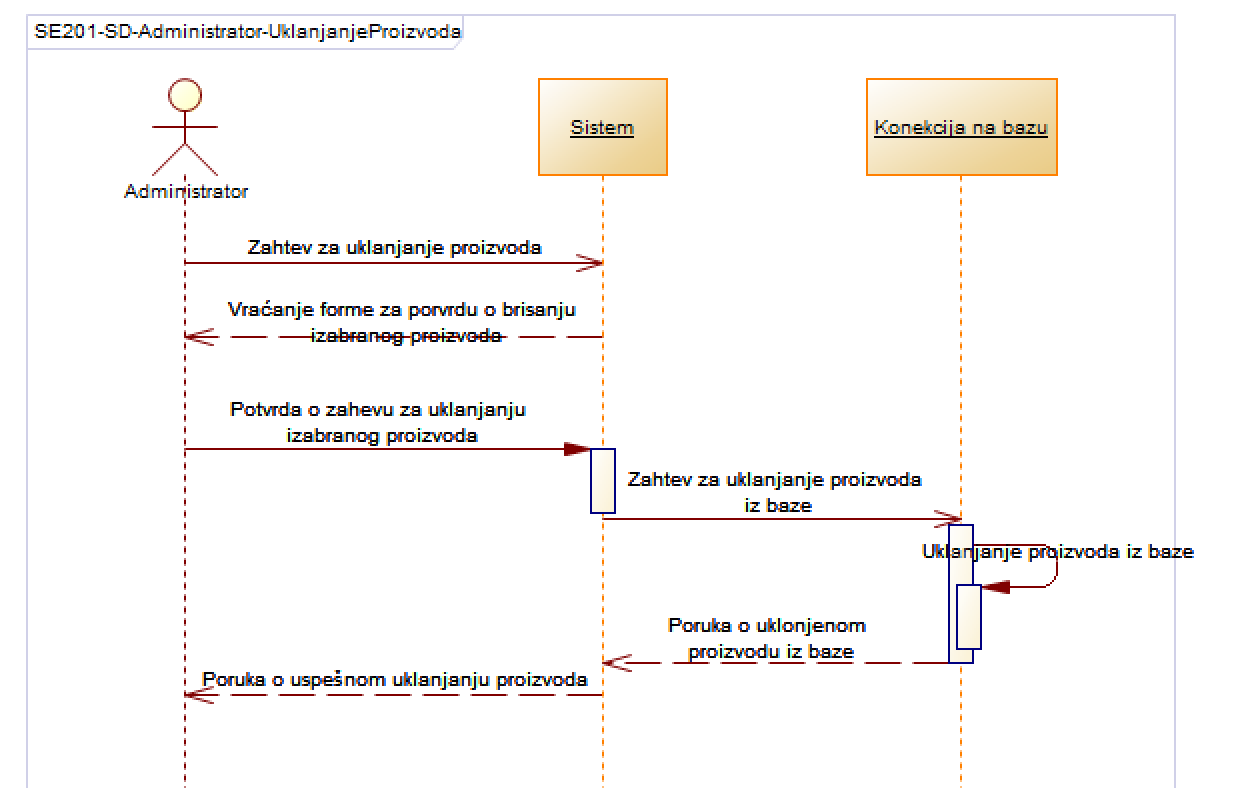 SE201-SD-Administrator-UklanjanjeProizvoda
Sistem
Konekcija na bazu
Administrator
Zahtev za uklanjanje proizvoda
Vraćanje forme za porvrdu o brisanju
izabranog proizvoda
Potvrda o zahevu za uklanjanju
izabranog proizvoda
Zahtev za uklanjanje proizvoda
iz baze
Uklanjanje proizvoda iz baze
Poruka o uklonjenom
proizvodu iz baze
Poruka o uspešnom uklanjanju proizvoda